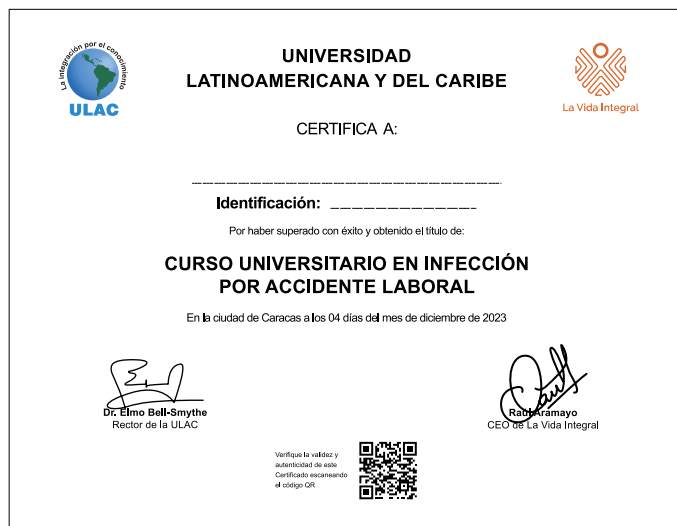 La integración por el conocimiento
ULAC
UNIVERSIDAD
LATINOAMERICANA Y DEL CARIBE
La Vida Integral
CERTIFICA A:
Identificación:
Por haber superado con éxito y obtenido el título de:
CURSO UNIVERSITARIO EN INFECCIÓN
POR ACCIDENTE LABORAL
En la ciudad de Caracas a los 04 días del mes de diciembre de 2023
Dr. Elmo Bell-Smythe
Rector de la ULAC
Raúl Aramayo
CEO de La Vida Integral
Verifique la validez y
autenticidad de este
Certificado escaneando
el código QR